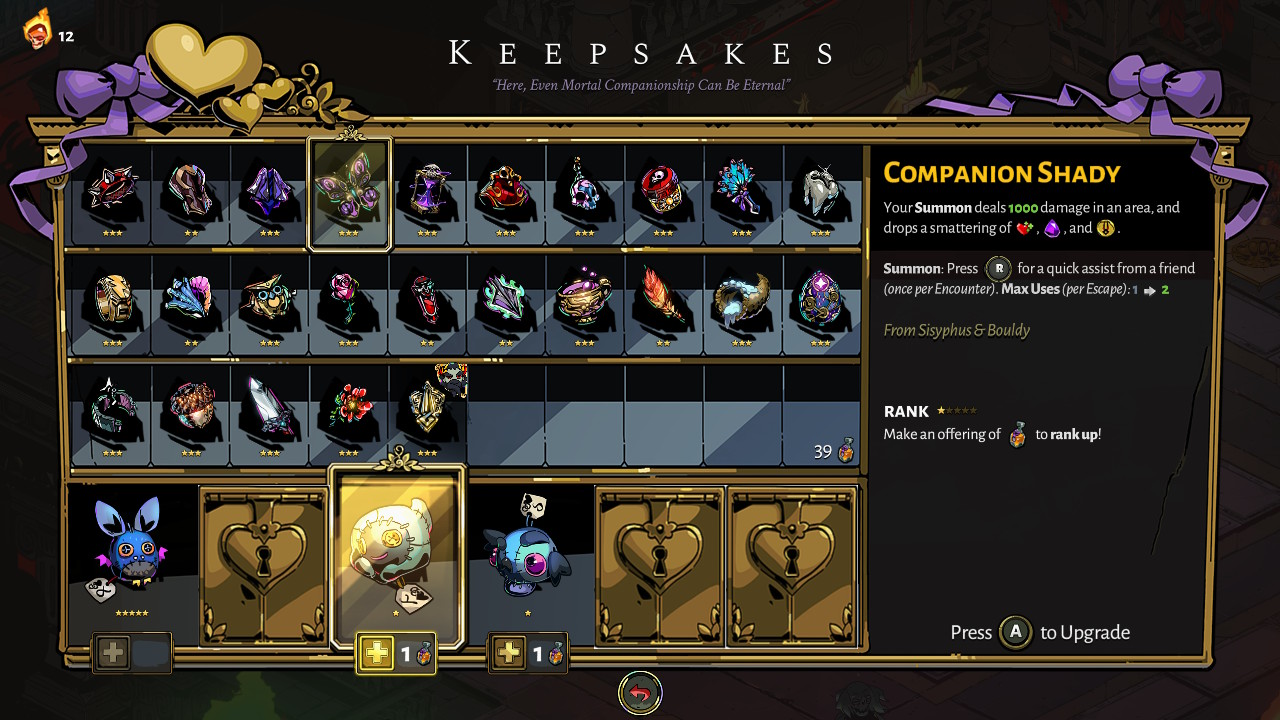 12
KEEPSAKES
“Here, Even Mortal Companionship Can Be Eternal”
COMPANION SHADY
Your Summon deals 1000 damage in an area, and
drops a smattering of , , and .
Summon: Press R for a quick assist from a friend
(once per Encounter). Max Uses (per Escape): 1 2
From Sisyphus & Bouldy
RANK
Make an offering of to rank up!
39
1
1
Press A to Upgrade